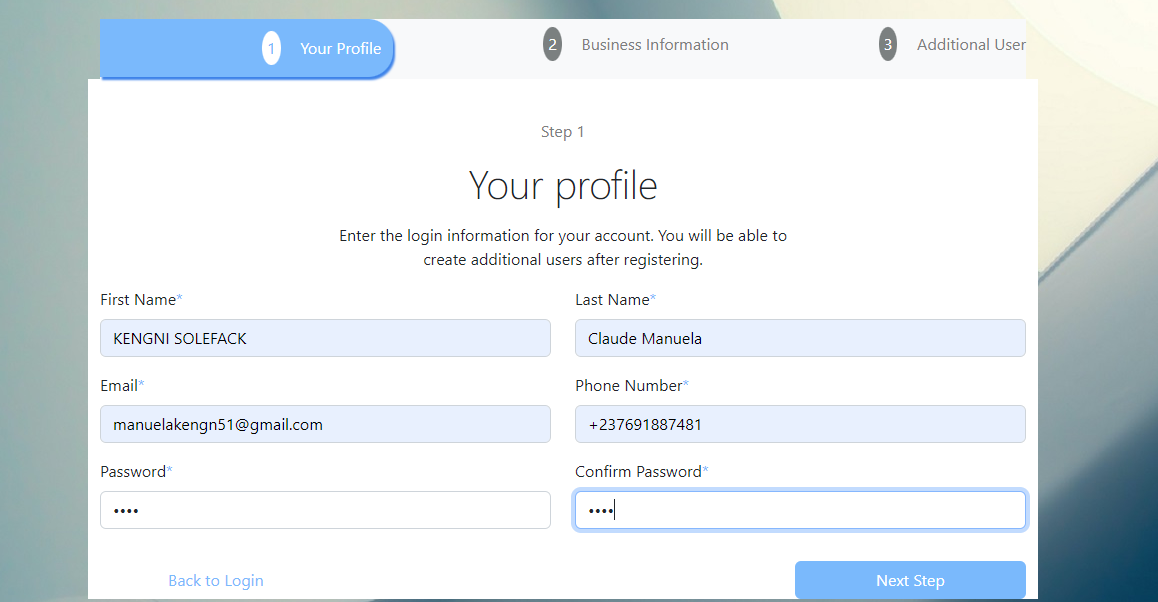 1 Your Profile
2 Business Information
3 Additional User
Step 1
Your profile
Enter the login information for your account. You will be able to
create additional users after registering.
First Name*
Last Name*
KENGNI SOLEFACK
Claude Manuela
Email*
Phone Number*
manuelakengn51@gmail.com
+237691887481
Password*
Confirm Password*
••••
••••
Back to Login
Next Step